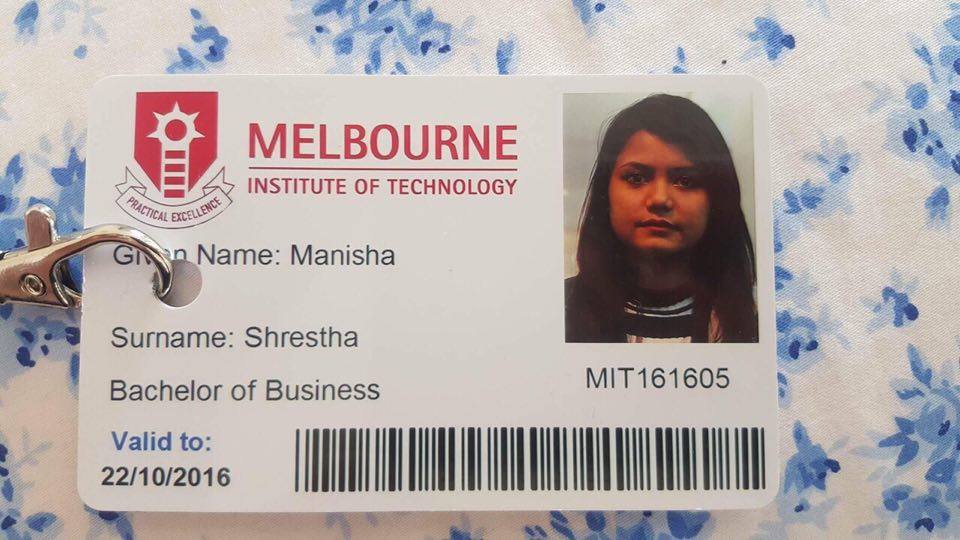 MELBOURNE
INSTITUTE OF TECHNOLOGY
PRACTICAL EXCELLENCE
Given Name: Manisha
Surname: Shrestha
Bachelor of Business
MIT161605
Valid to:
22/10/2016